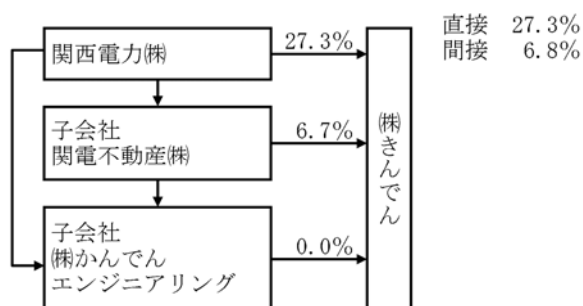 関西電力㈱
27.3%
直接 27.3%
間接 6.8%
子会社
関電不動産㈱
6.7%
㈱きんでん
子会社
㈱かんでん
エンジニアリング
0.0%